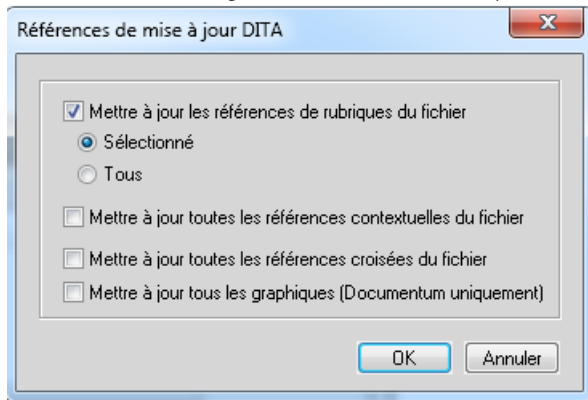 Références de mise à jour DITA
Mettre à jour les références de rubriques du fichier
Sélectionné
Tous
Mettre à jour toutes les références contextuelles du fichier
Mettre à jour toutes les références croisées du fichier
Mettre à jour tous les graphiques (Documentum uniquement)
OK Annuler